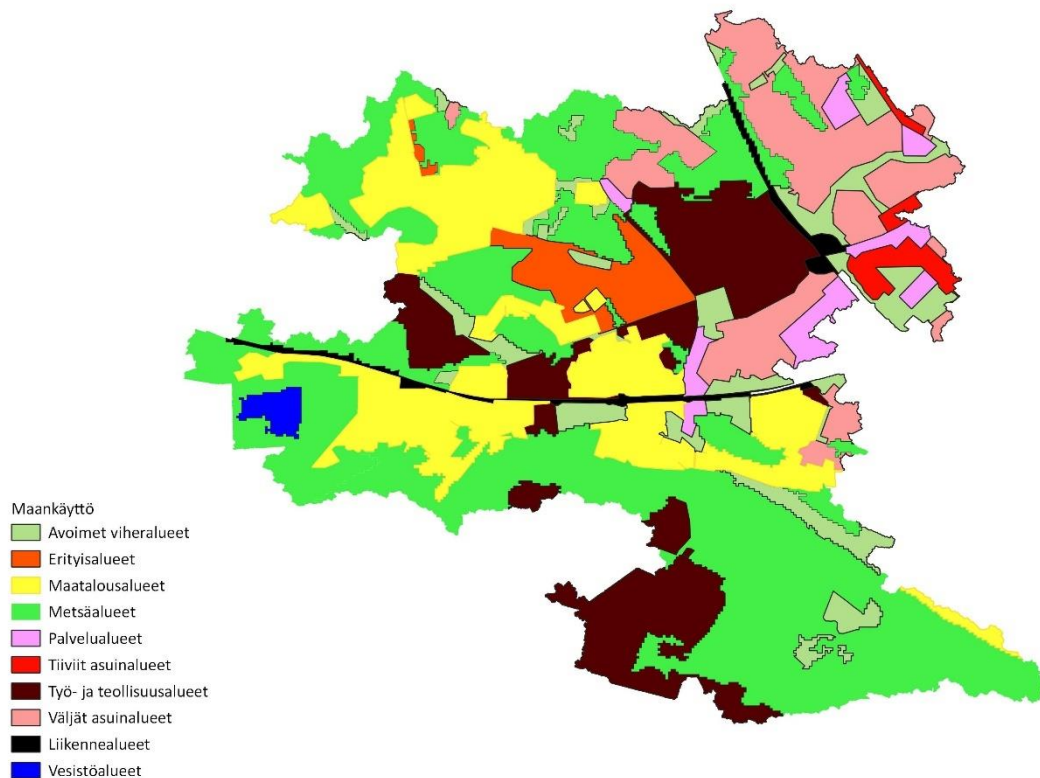 Maankäyttö
Avoimet viheralueet
Erityisalueet
Maatalousalueet
Metsäalueet
Palvelualueet
Tiiviit asuinalueet
Työ- ja teollisuusalueet
Väljät asuinalueet
Liikennealueet
Vesistöalueet